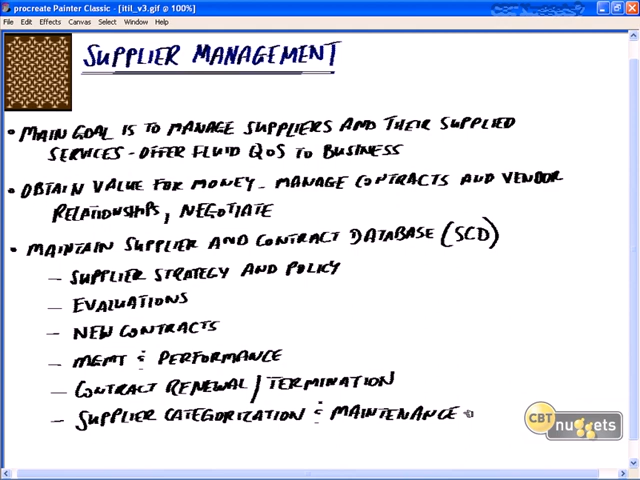 procreate Painter Classic - [itil_v3.gif @ 100%]
File Edit Effects Canvas Select Windows Window Help
SUPPLIER MANAGEMENT
• MAIN GOAL IS TO MANAGE SUPPLIERS AND THEIR SUPPLIED
SERVICES - OFFER FLUID QOS TO BUSINESS
• OBTAIN VALUE FOR MONEY - MANAGE CONTRACTS AND VENDOR
RELATIONSHIPS, NEGOTIATE
• MAINTAIN SUPPLIER AND CONTRACT DATABASE (SCD)
- SUPPLIER STRATEGY AND POLICY
- EVALUATIONS
- NEW CONTRACTS
- MGMT & PERFORMANCE
- CONTRACT RENEWAL / TERMINATION
- SUPPLIER CATEGORIZATION & MAINTENANCE
CBT nuggets